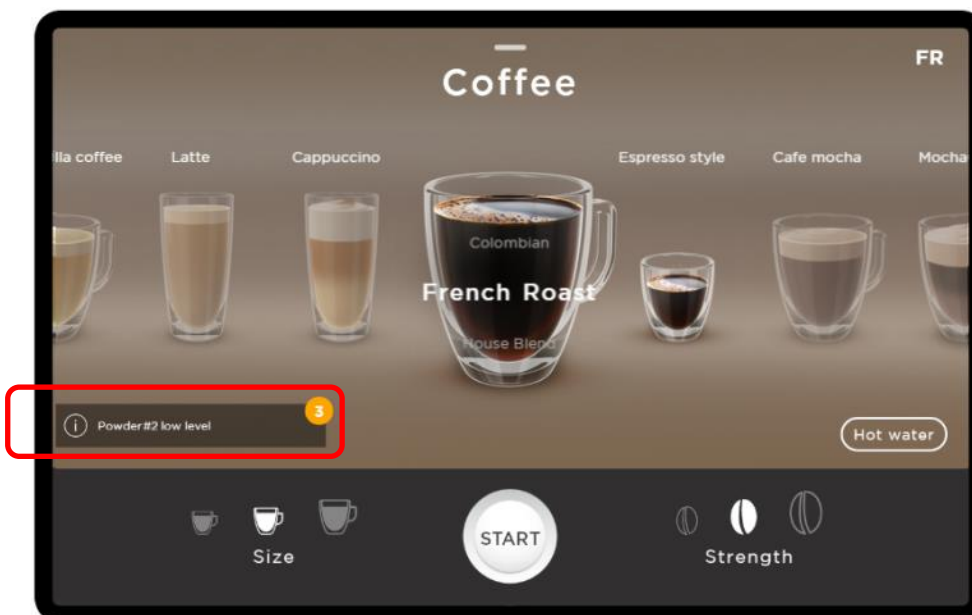 FR
Coffee
lla coffee
Latte
Cappuccino
Espresso style
Cafe mocha
Mocha
Colombian
French Roast
House Blend
3
i Powder#2 low level
Hot water
START
Size
Strength